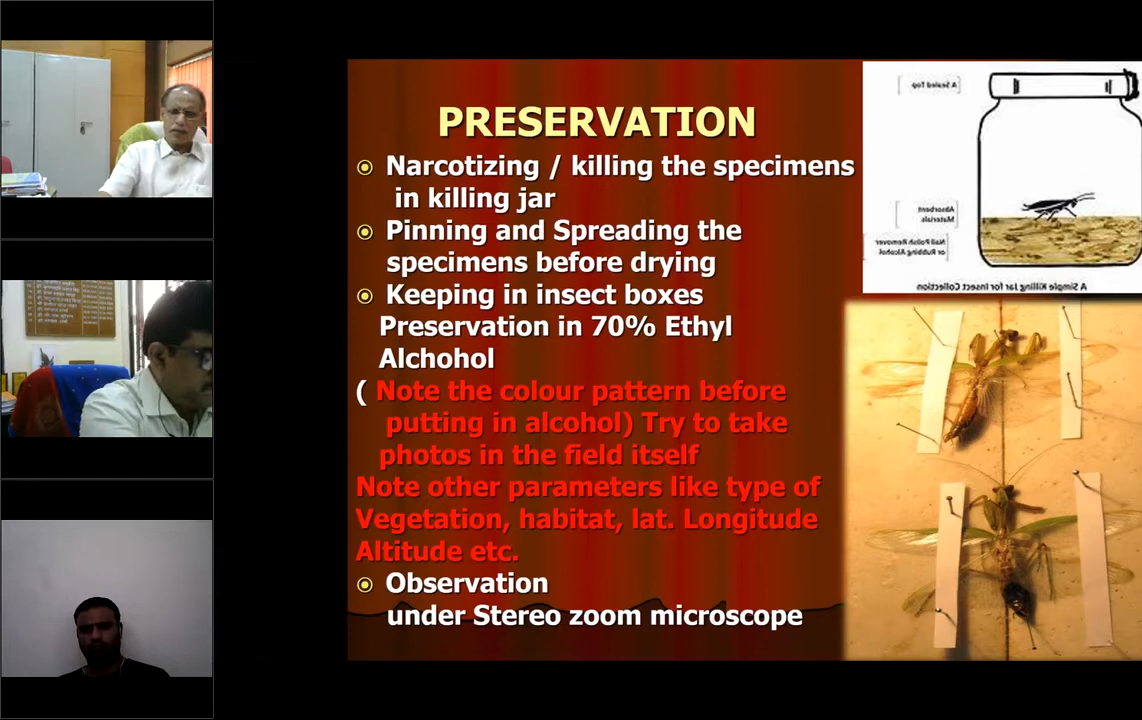 PRESERVATION
Narcotizing / killing the specimens
in killing jar
Pinning and Spreading the
specimens before drying
Keeping in insect boxes
Preservation in 70% Ethyl
Alchohol
( Note the colour pattern before
putting in alcohol) Try to take
photos in the field itself
Note other parameters like type of
Vegetation, habitat, lat. Longitude
Altitude etc.
Observation
under Stereo zoom microscope
A Sealed Top
Absorbent
Materials
Nail Polish Remover
or Rubbing Alcohol
A Simple Killing Jar for Insect Collection